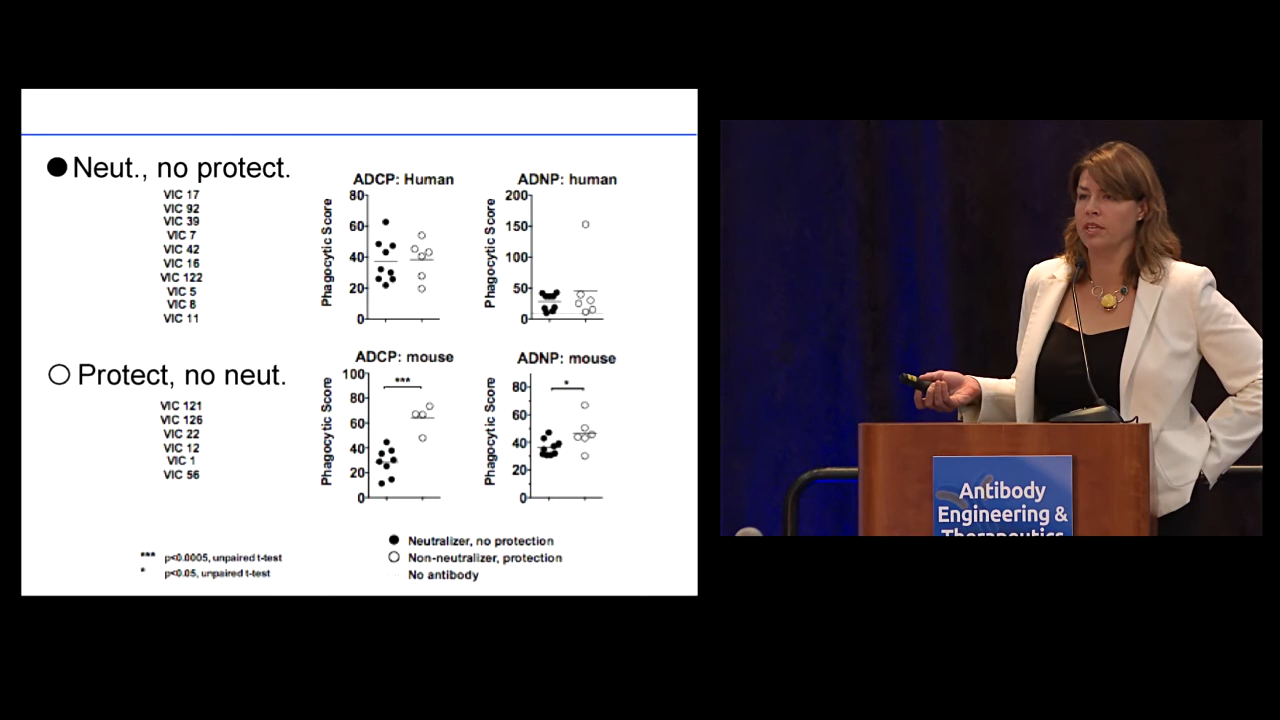 Neut., no protect.
VIC 17
VIC 92
VIC 39
VIC 7
VIC 42
VIC 16
VIC 122
VIC 5
VIC 8
VIC 11
Protect, no neut.
VIC 121
VIC 126
VIC 22
VIC 12
VIC 1
VIC 56
*** p<0.0005, unpaired t-test
* p<0.05, unpaired t-test
ADCP: Human
Phagocytic Score
80
60
40
20
0
ADNP: human
Phagocytic Score
200
150
100
50
0
ADCP: mouse
Phagocytic Score
100
80
60
40
20
0
***
ADNP: mouse
Phagocytic Score
80
60
40
20
0
*
Neutralizer, no protection
Non-neutralizer, protection
No antibody
Antibody
Engineering &
Therapeutics